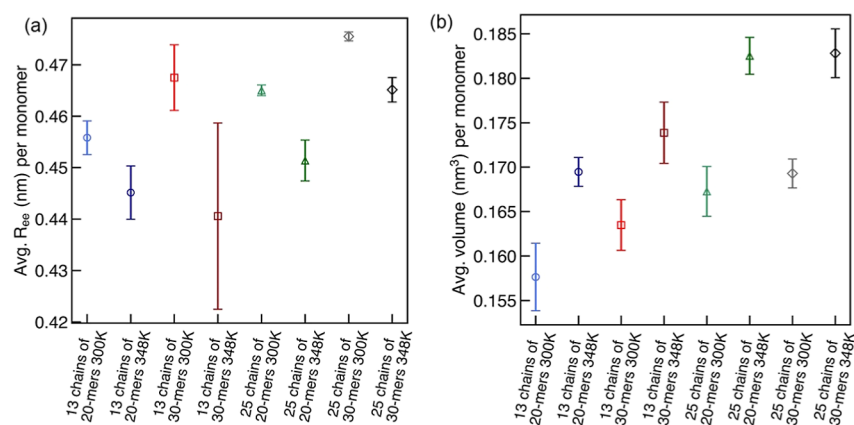 (a)
Avg. Ree (nm) per monomer
0.47
0.46
0.45
0.44
0.43
0.42
13 chains of
20-mers 300K
13 chains of
20-mers 348K
13 chains of
30-mers 300K
13 chains of
30-mers 348K
25 chains of
20-mers 300K
25 chains of
20-mers 348K
25 chains of
30-mers 300K
25 chains of
30-mers 348K
(b)
Avg. volume (nm³) per monomer
0.185
0.180
0.175
0.170
0.165
0.160
0.155
13 chains of
20-mers 300K
13 chains of
20-mers 348K
13 chains of
30-mers 300K
13 chains of
30-mers 348K
25 chains of
20-mers 300K
25 chains of
20-mers 348K
25 chains of
30-mers 300K
25 chains of
30-mers 348K